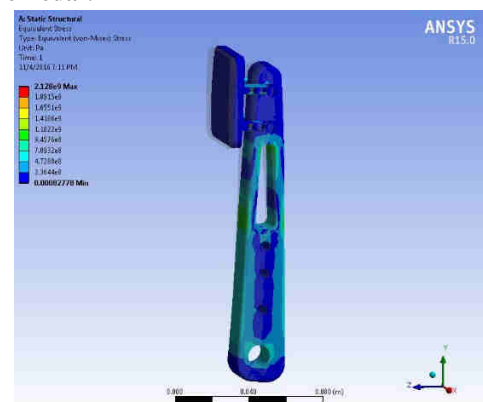 A: Static Structural
Equivalent Stress
Type: Equivalent (von-Mises) Stress
Unit: Pa
Time: 1
11/4/2016 7:11 PM
2.128e9 Max
1.8915e9
1.6551e9
1.4186e9
1.1822e9
9.4576e8
7.0932e8
4.7288e8
2.3644e8
0.00082778 Min
ANSYS
R15.0
Y
Z
X
0.000
0.040
0.080 (m)